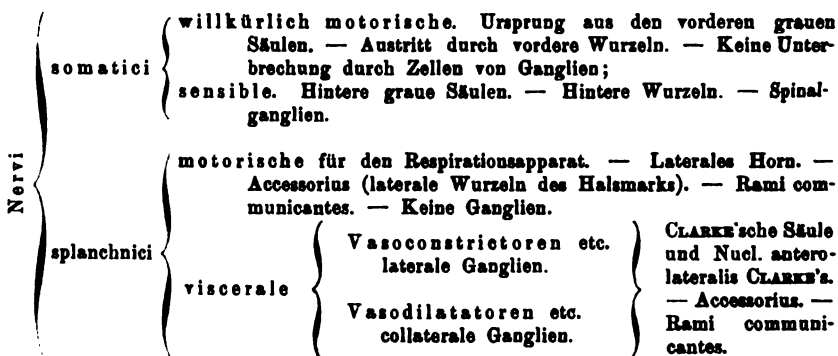 Nervi
somatici
willkürlich motorische. Ursprung aus den vorderen grauen
Säulen. — Austritt durch vordere Wurzeln. — Keine Unter-
brechung durch Zellen von Ganglien;
sensible. Hintere graue Säulen. — Hintere Wurzeln. — Spinal-
ganglien.
splanchnici
motorische für den Respirationsapparat. — Laterales Horn. —
Accessorius (laterale Wurzeln des Halsmarks). — Rami com-
municantes. — Keine Ganglien.
viscerale
Vasoconstrictoren etc.
laterale Ganglien.
Vasodilatatoren etc.
collaterale Ganglien.
CLARKE'sche Säule
und Nucl. antero-
lateralis CLARKE's.
— Accessorius. —
Rami communi-
cantes.